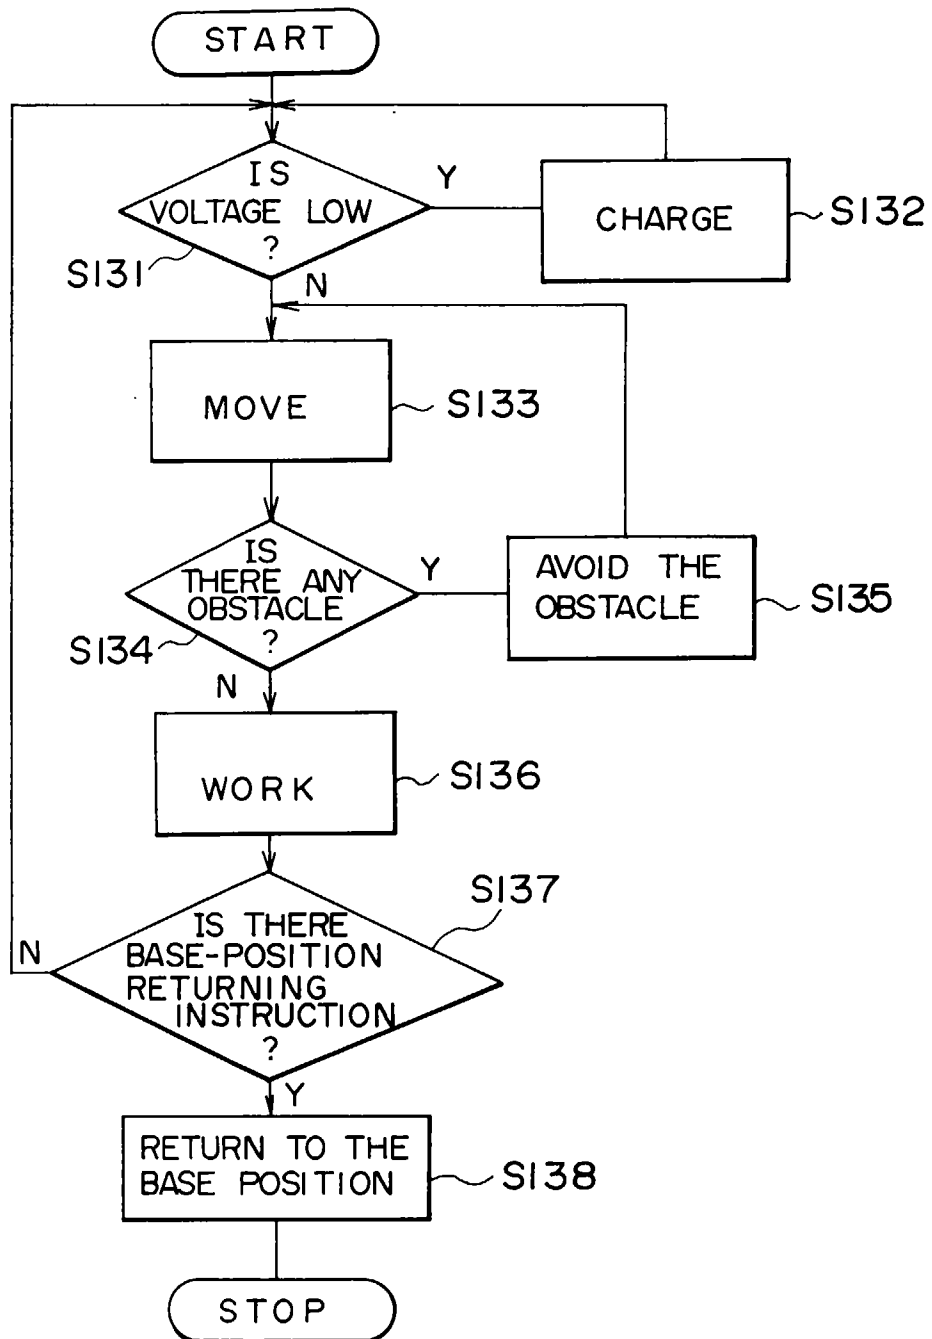 START
IS
VOLTAGE LOW
?
Y
CHARGE
S132
S131
N
MOVE
S133
IS
THERE ANY
OBSTACLE
?
Y
AVOID THE
OBSTACLE
S135
S134
N
WORK
S136
S137
IS THERE
BASE-POSITION
RETURNING
INSTRUCTION
?
N
Y
RETURN TO THE
BASE POSITION
S138
STOP